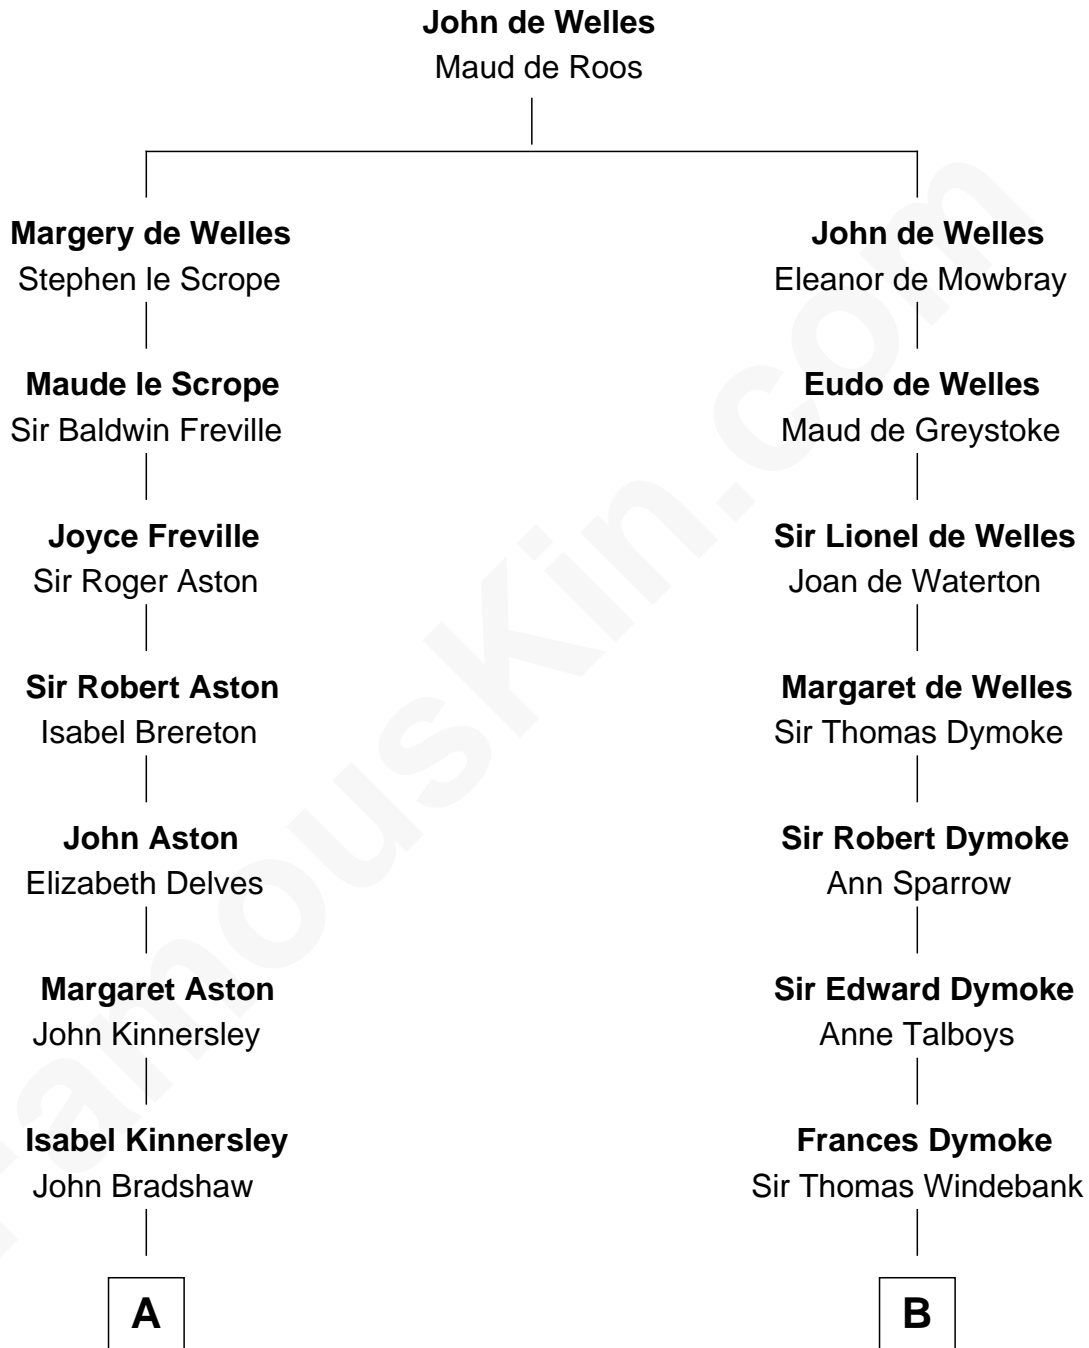 John de Welles
Maud de Roos
Margery de Welles
Stephen le Scrope
Maude le Scrope
Sir Baldwin Freville
Joyce Freville
Sir Roger Aston
Sir Robert Aston
Isabel Brereton
John Aston
Elizabeth Delves
Margaret Aston
John Kinnersley
Isabel Kinnersley
John Bradshaw
A
John de Welles
Eleanor de Mowbray
Eudo de Welles
Maud de Greystoke
Sir Lionel de Welles
Joan de Waterton
Margaret de Welles
Sir Thomas Dymoke
Sir Robert Dymoke
Ann Sparrow
Sir Edward Dymoke
Anne Talboys
Frances Dymoke
Sir Thomas Windebank
B
FamousKin.com